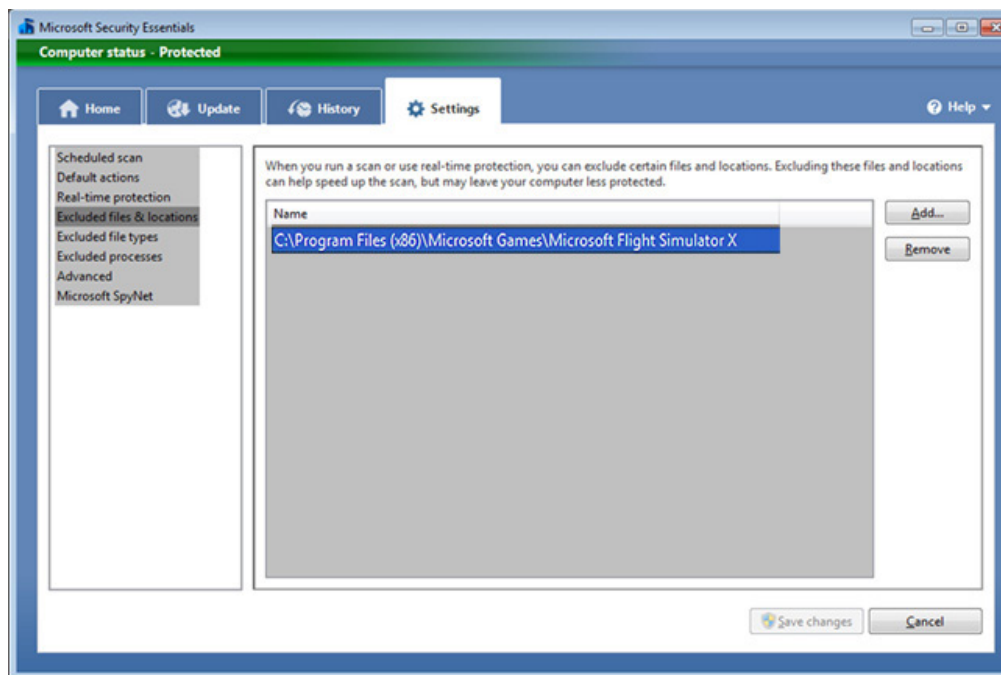 Microsoft Security Essentials
Computer status - Protected
Home
Update
History
Settings
Help
Scheduled scan
Default actions
Real-time protection
Excluded files & locations
Excluded file types
Excluded processes
Advanced
Microsoft SpyNet
When you run a scan or use real-time protection, you can exclude certain files and locations. Excluding these files and locations
can help speed up the scan, but may leave your computer less protected.
Name
C:\Program Files (x86)\Microsoft Games\Microsoft Flight Simulator X
Add...
Remove
Save changes
Cancel